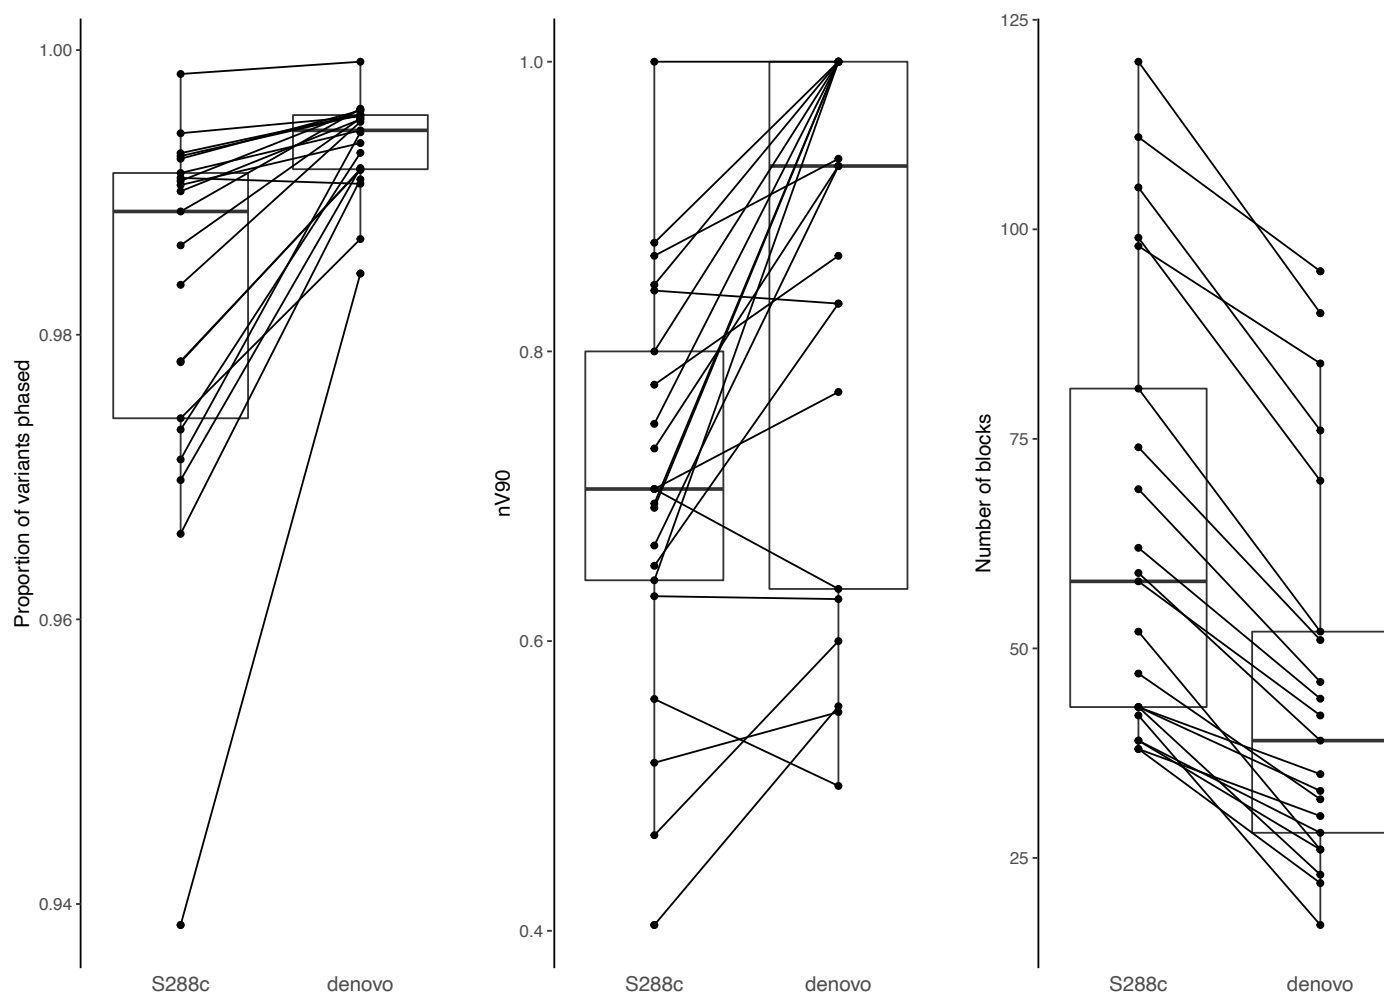 Proportion of variants phased
1.00
0.98
0.96
0.94
S288c denovo
nV90
1.0
0.8
0.6
0.4
S288c denovo
Number of blocks
125
100
75
50
25
S288c denovo